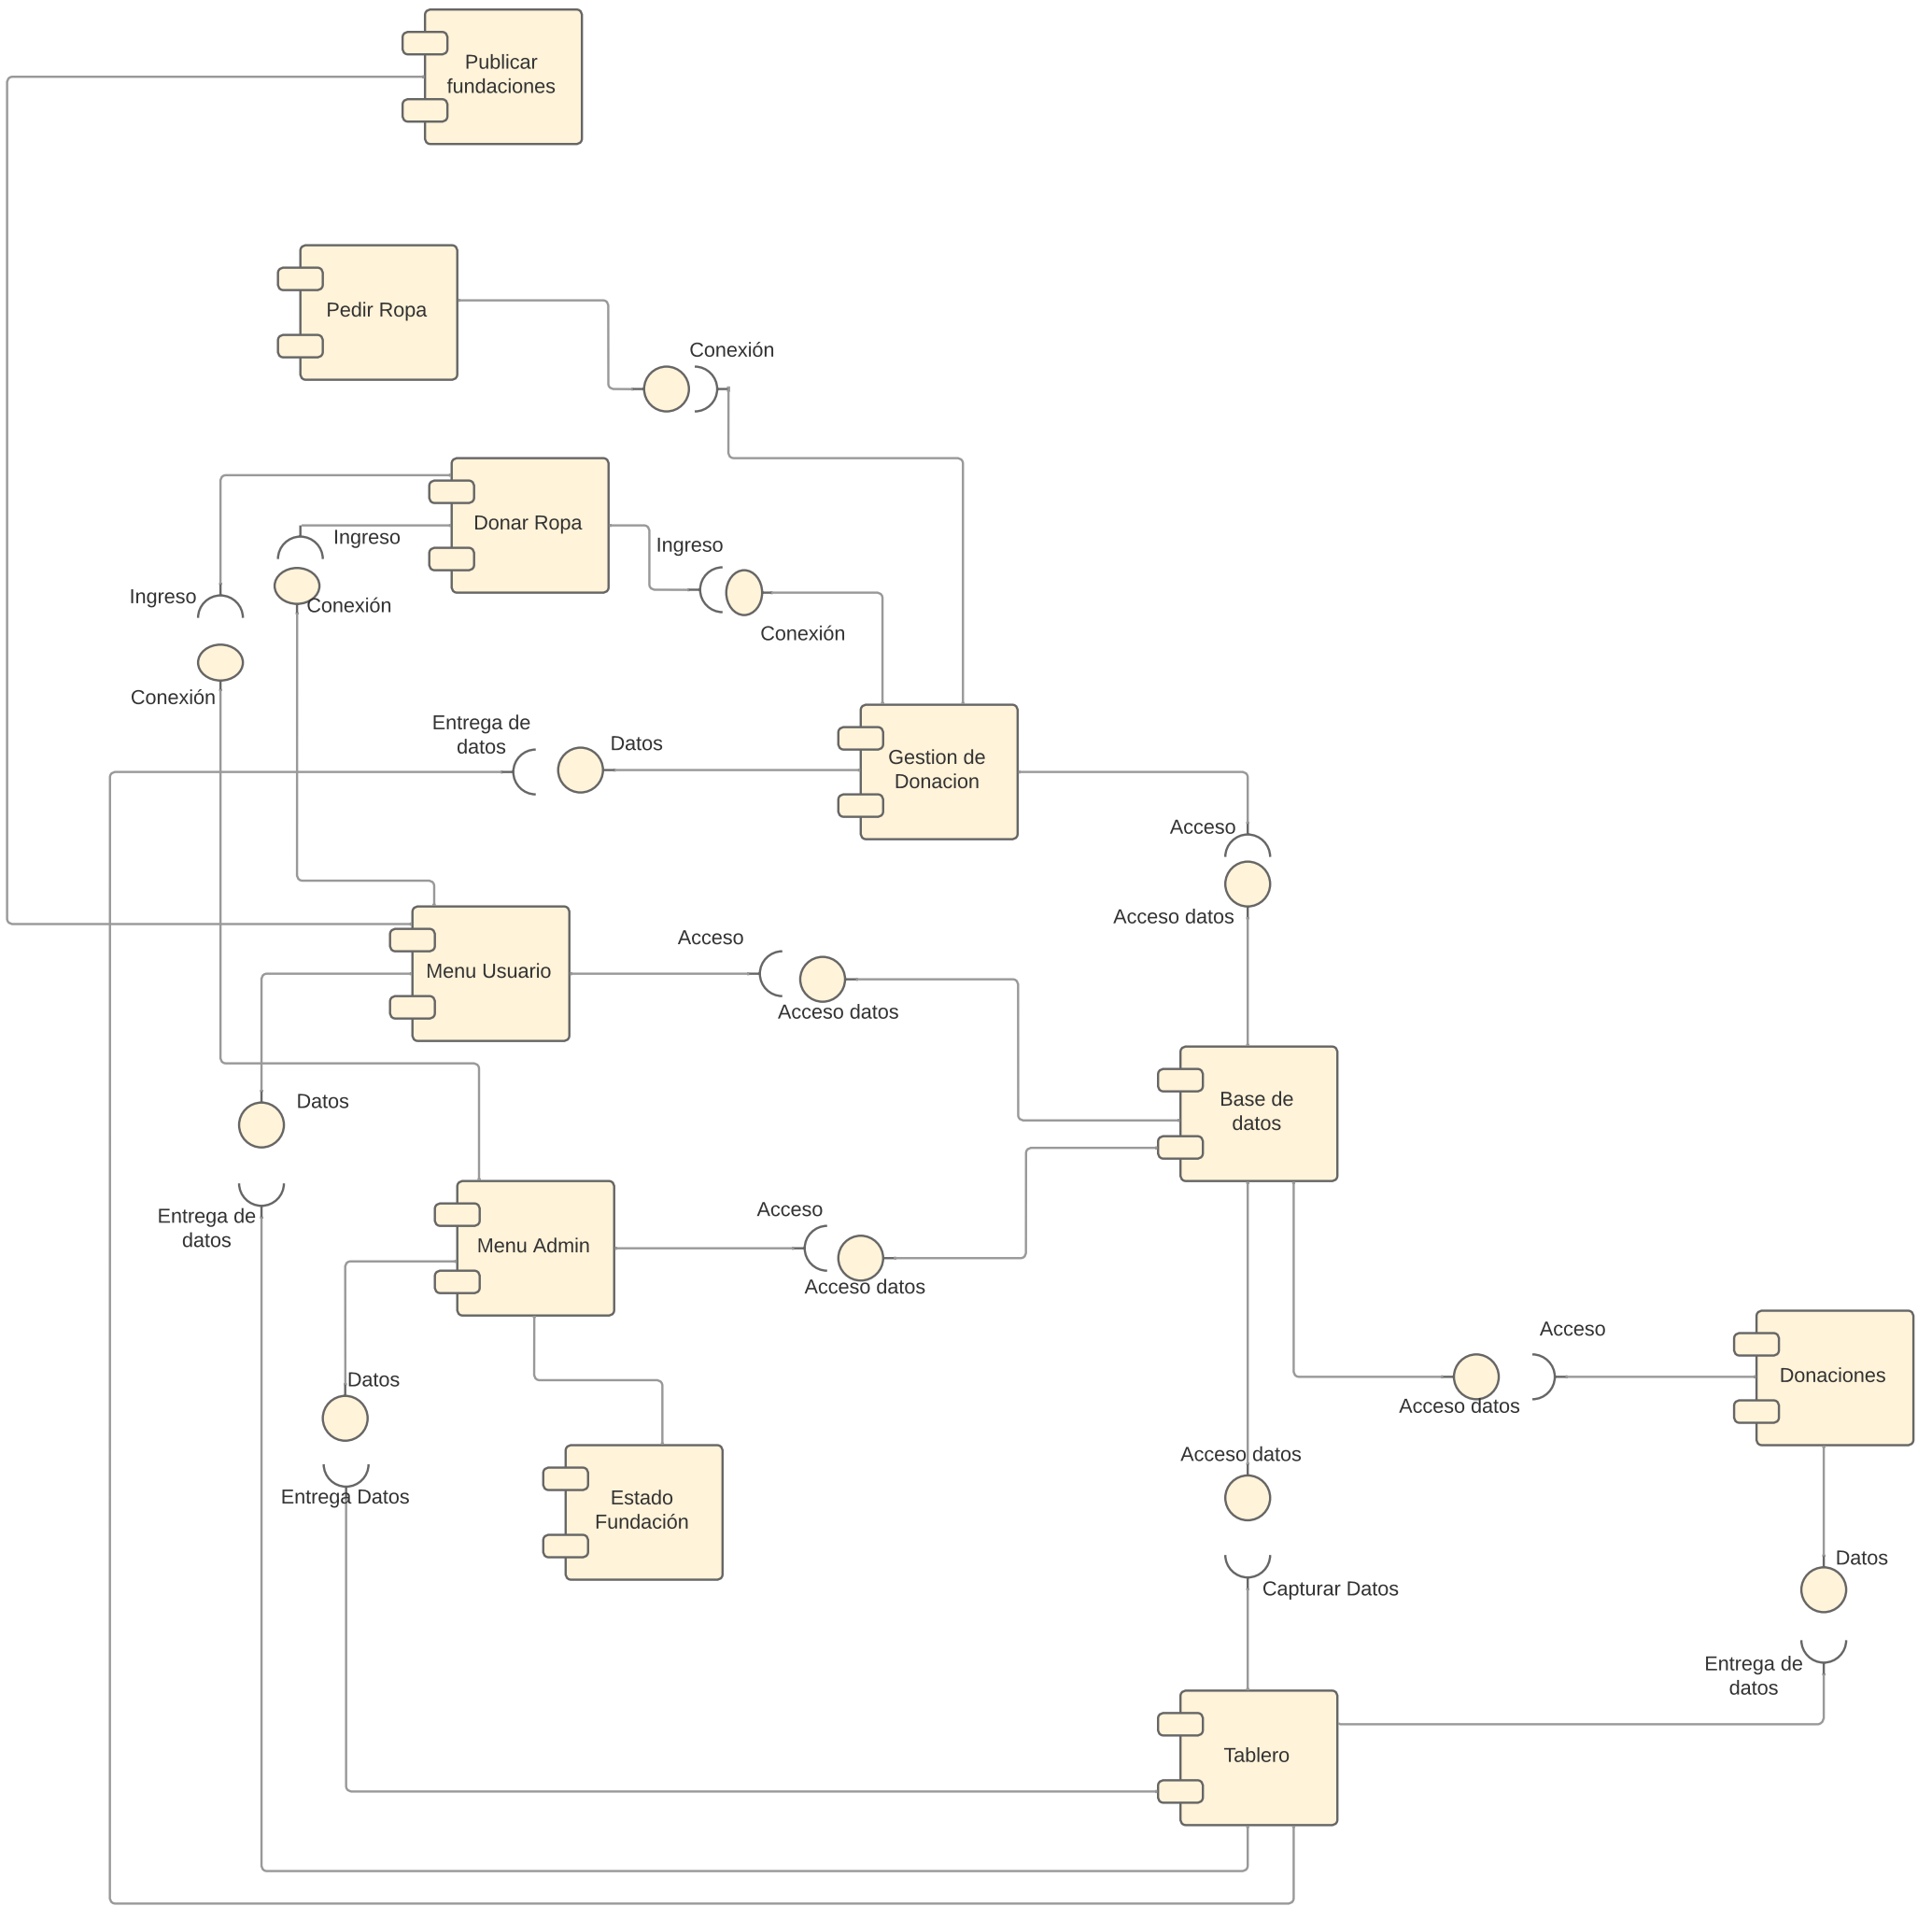 Publicar
fundaciones
Pedir Ropa
Conexión
Donar Ropa
Ingreso
Ingreso
Ingreso
Conexión
Conexión
Conexión
Entrega de
datos
Datos
Gestion de
Donacion
Acceso
Acceso datos
Acceso
Menu Usuario
Acceso datos
Datos
Base de
datos
Entrega de
datos
Acceso
Menu Admin
Acceso datos
Acceso
Donaciones
Datos
Acceso datos
Acceso datos
Entrega Datos
Estado
Fundación
Datos
Capturar Datos
Entrega de
datos
Tablero